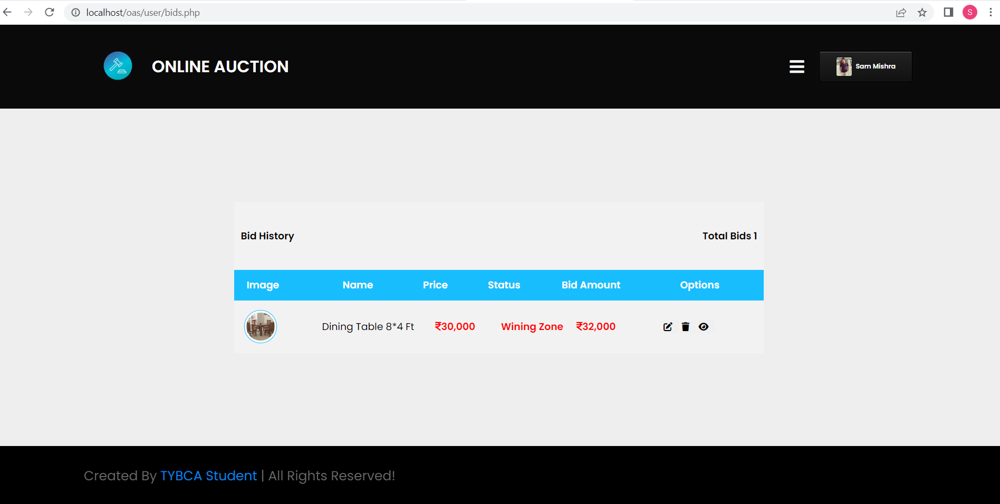 localhost/oas/user/bids.php
S
ONLINE AUCTION
Sam Mishra
Bid History
Total Bids 1
Image Name Price Status Bid Amount Options
Dining Table 8*4 Ft ₹30,000 Wining Zone ₹32,000
Created By TYBCA Student | All Rights Reserved!